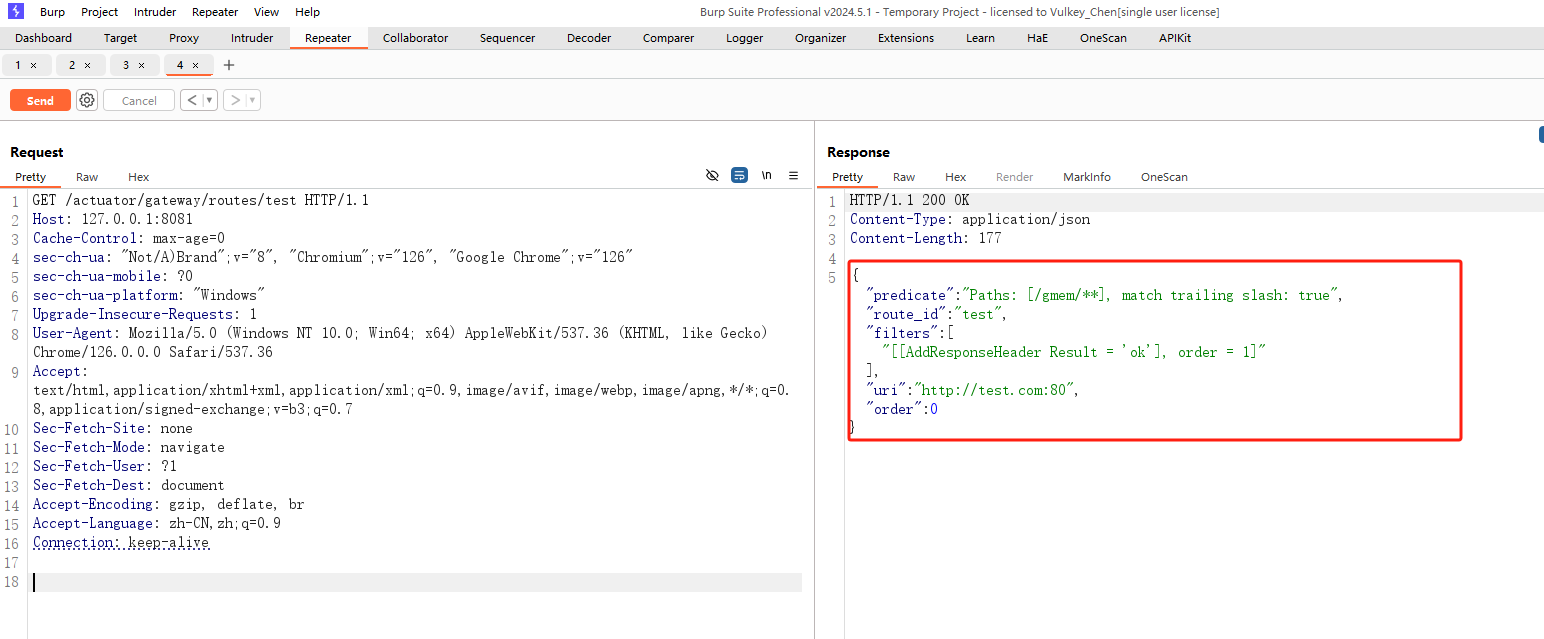 Burp Project Intruder Repeater View Help Burp Suite Professional v2024.5.1 - Temporary Project - licensed to Vulkey_Chen[single user license]
Dashboard Target Proxy Intruder Repeater Collaborator Sequencer Decoder Comparer Logger Organizer Extensions Learn HaE OneScan APIKit
1 × 2 × 3 × 4 × +
Send Cancel < ▼ > ▼
Request
Pretty Raw Hex \n
1 GET /actuator/gateway/routes/test HTTP/1.1
2 Host: 127.0.0.1:8081
3 Cache-Control: max-age=0
4 sec-ch-ua: "Not/A)Brand";v="8", "Chromium";v="126", "Google Chrome";v="126"
5 sec-ch-ua-mobile: ?0
6 sec-ch-ua-platform: "Windows"
7 Upgrade-Insecure-Requests: 1
8 User-Agent: Mozilla/5.0 (Windows NT 10.0; Win64; x64) AppleWebKit/537.36 (KHTML, like Gecko)
Chrome/126.0.0.0 Safari/537.36
9 Accept:
text/html,application/xhtml+xml,application/xml;q=0.9,image/avif,image/webp,image/apng,*/*;q=0.
8,application/signed-exchange;v=b3;q=0.7
10 Sec-Fetch-Site: none
11 Sec-Fetch-Mode: navigate
12 Sec-Fetch-User: ?1
13 Sec-Fetch-Dest: document
14 Accept-Encoding: gzip, deflate, br
15 Accept-Language: zh-CN,zh;q=0.9
16 Connection: keep-alive
17
18
Response
Pretty Raw Hex Render MarkInfo OneScan
1 HTTP/1.1 200 OK
2 Content-Type: application/json
3 Content-Length: 177
4
5 {
"predicate":"Paths: [/gmem/**], match trailing slash: true",
"route_id":"test",
"filters":[
"[[AddResponseHeader Result = 'ok'], order = 1]"
],
"uri":"http://test.com:80",
"order":0
}